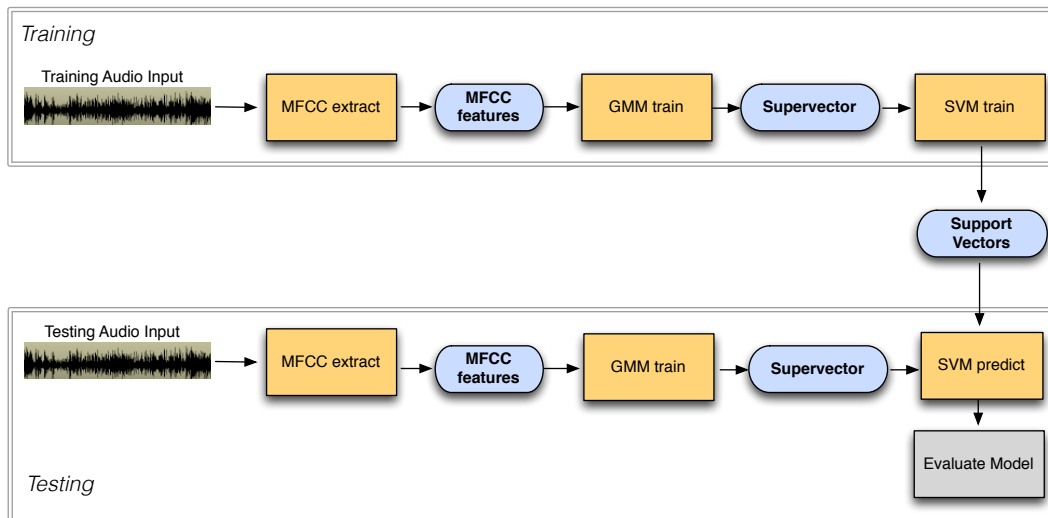 Training
Training Audio Input
MFCC extract
MFCC
features
GMM train
Supervector
SVM train
Support
Vectors
Testing Audio Input
MFCC extract
MFCC
features
GMM train
Supervector
SVM predict
Evaluate Model
Testing